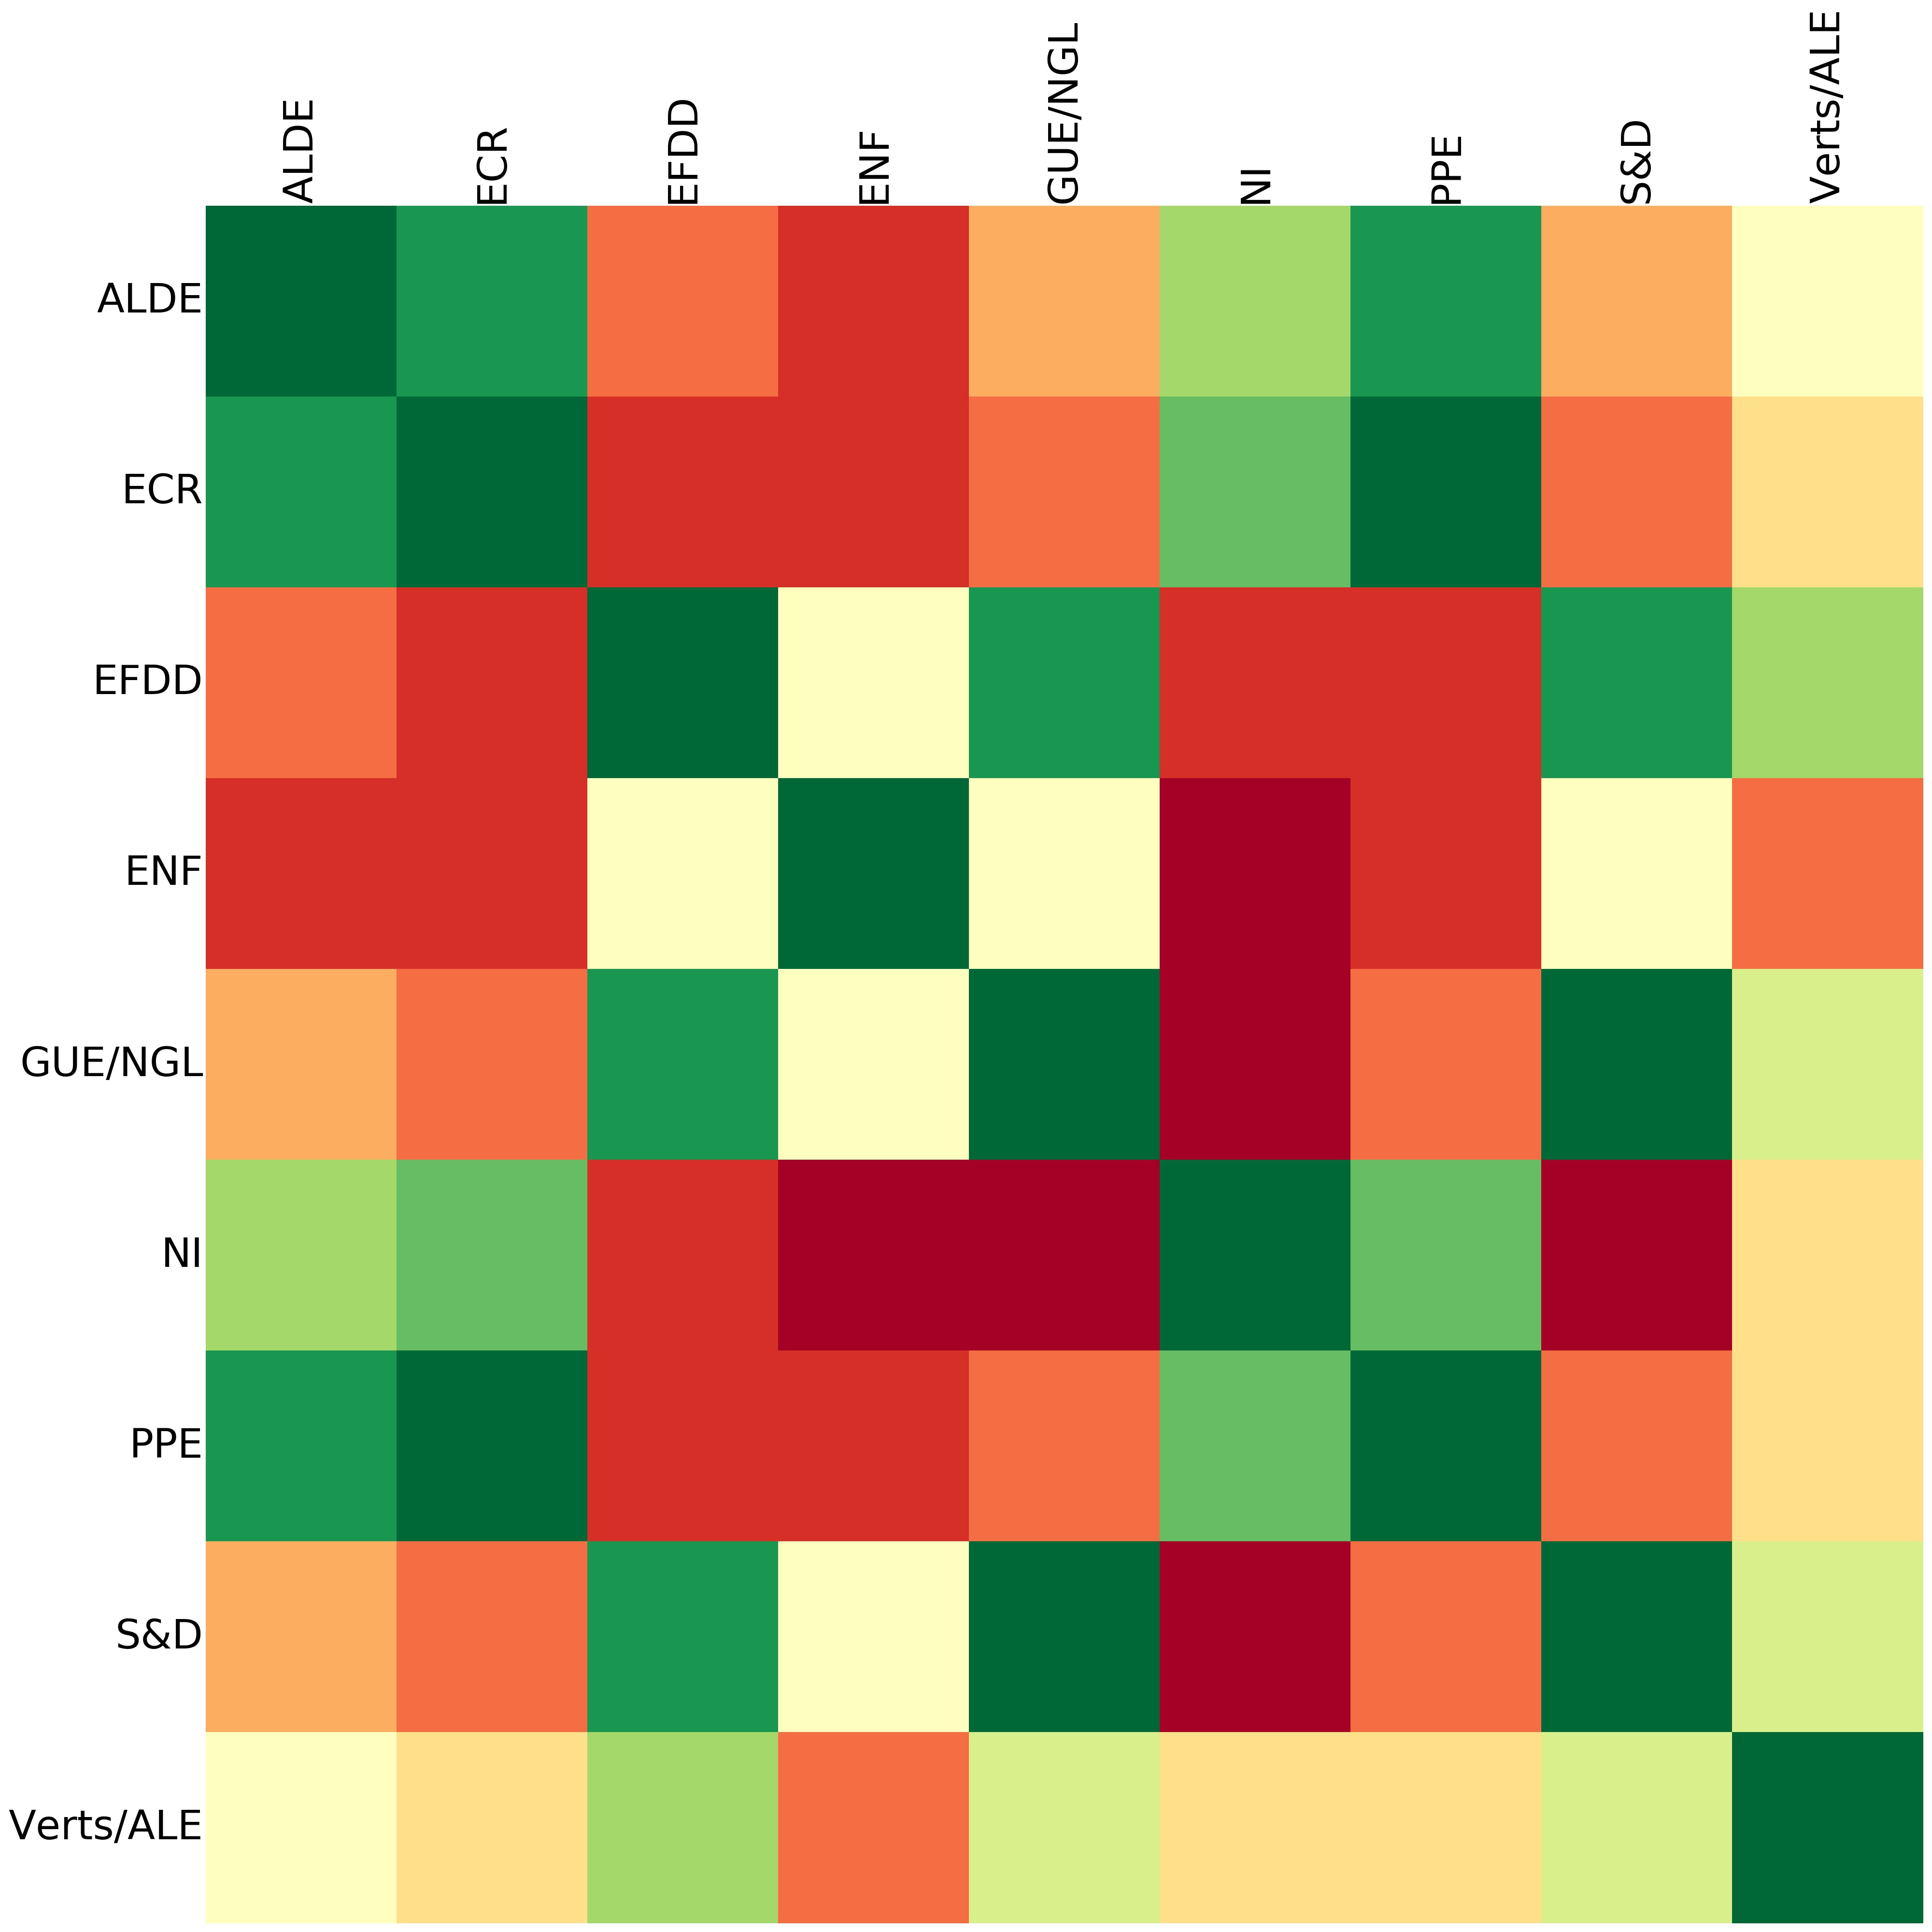 ALDE
ECR
EFDD
ENF
GUE/NGL
NI
PPE
S&D
Verts/ALE
ALDE
ECR
EFDD
ENF
GUE/NGL
NI
PPE
S&D
Verts/ALE